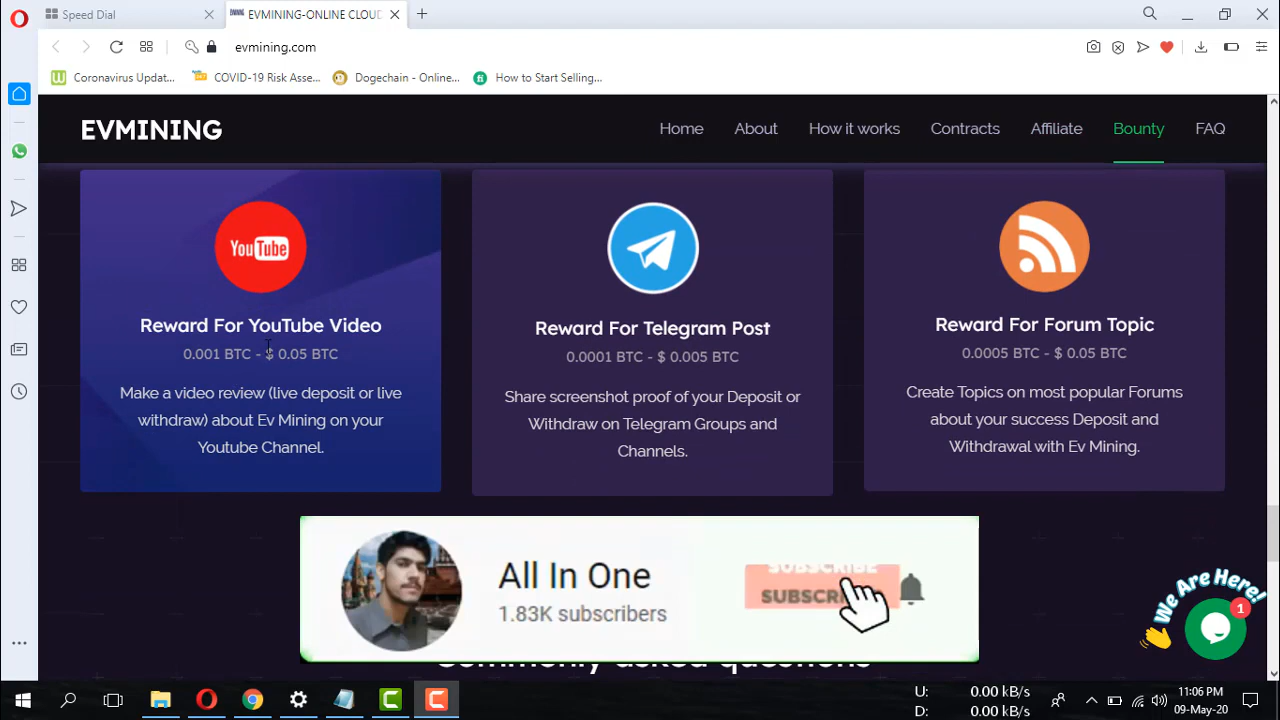 Speed Dial
EVMINING-ONLINE CLOUD
evmining.com
Coronavirus Updat...
COVID-19 Risk Asse...
Dogechain - Online...
How to Start Selling...
EVMINING
Home
About
How it works
Contracts
Affiliate
Bounty
FAQ
YouTube
Reward For YouTube Video
0.001 BTC - $ 0.05 BTC
Make a video review (live deposit or live
withdraw) about Ev Mining on your
Youtube Channel.
Reward For Telegram Post
0.0001 BTC - $ 0.005 BTC
Share screenshot proof of your Deposit or
Withdraw on Telegram Groups and
Channels.
Reward For Forum Topic
0.0005 BTC - $ 0.05 BTC
Create Topics on most popular Forums
about your success Deposit and
Withdrawal with Ev Mining.
All In One
1.83K subscribers
SUBSCRIBE
We Are Here!
1
Commonly asked questions
U: 0.00 kB/s
D: 0.00 kB/s
11:06 PM
09-May-20